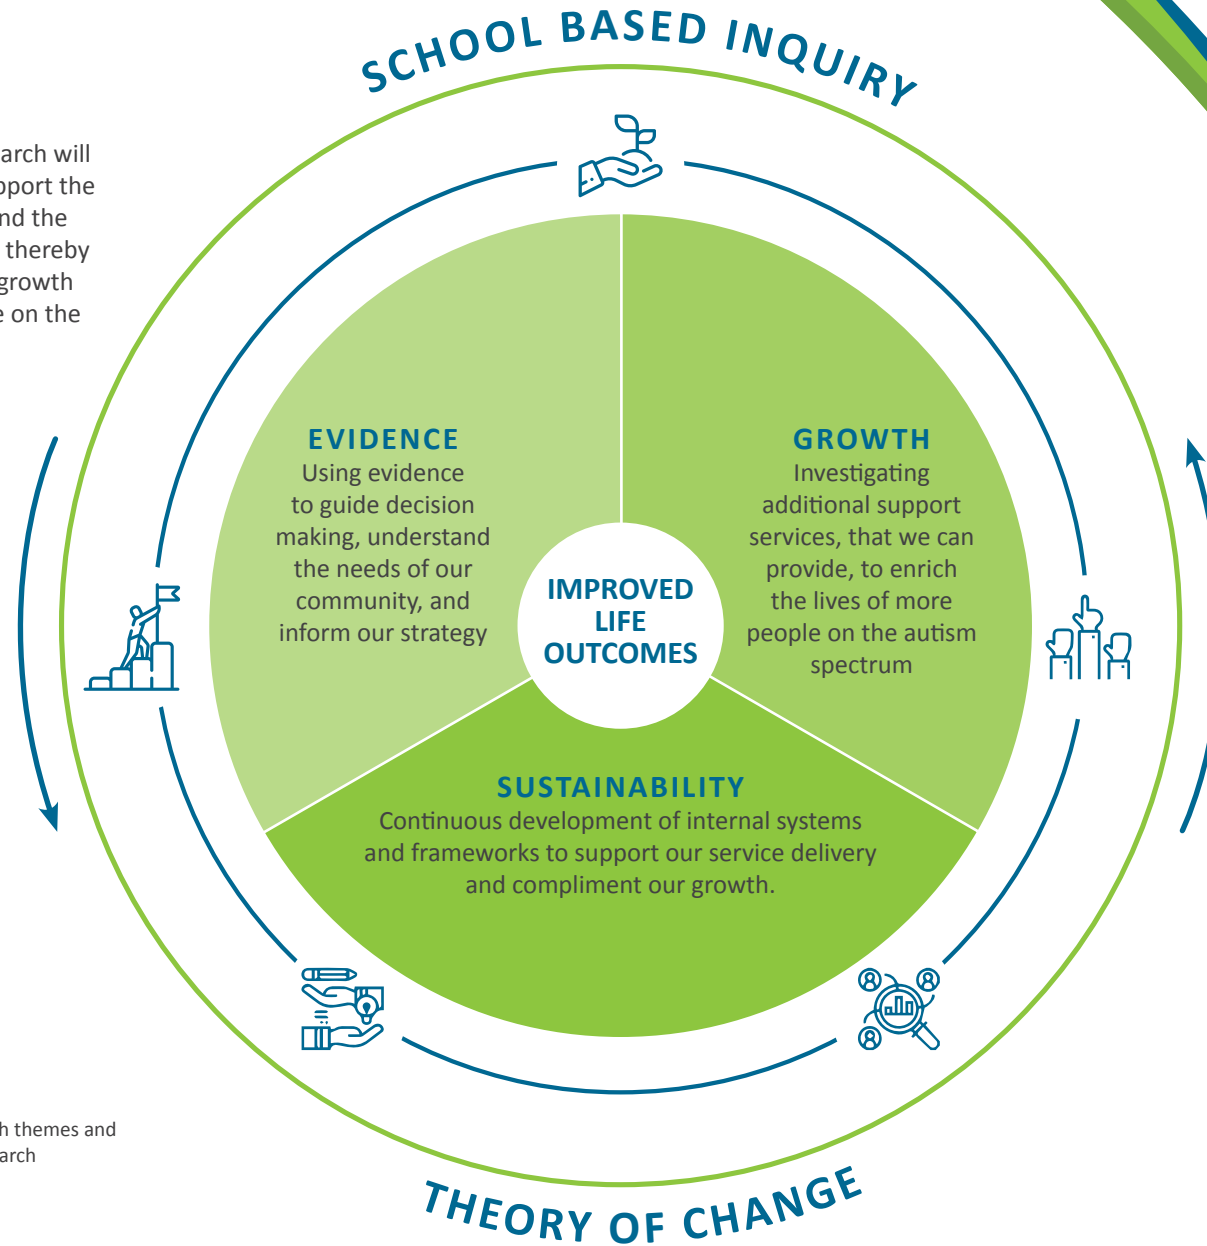 SCHOOL BASED INQUIRY
arch will
pport the
nd the
thereby
growth
e on the
EVIDENCE
Using evidence
to guide decision
making, understand
the needs of our
community, and
inform our strategy
GROWTH
Investigating
additional support
services, that we can
provide, to enrich
the lives of more
people on the autism
spectrum
IMPROVED
LIFE
OUTCOMES
SUSTAINABILITY
Continuous development of internal systems
and frameworks to support our service delivery
and compliment our growth.
h themes and
arch
THEORY OF CHANGE